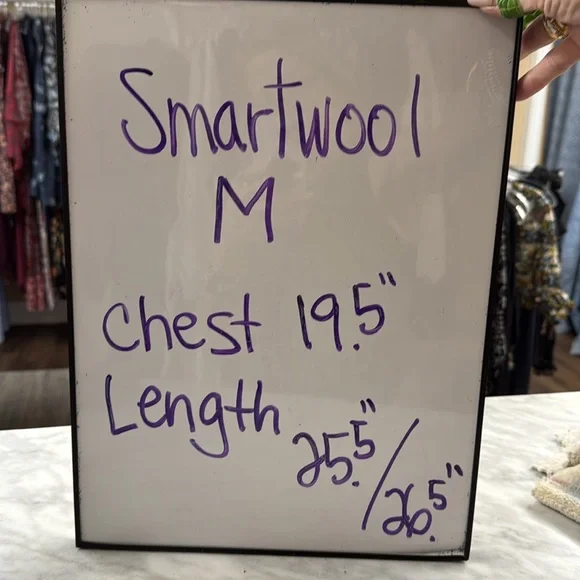 Smartwool
M
Chest 19.5"
Length
25.5"/26.5"